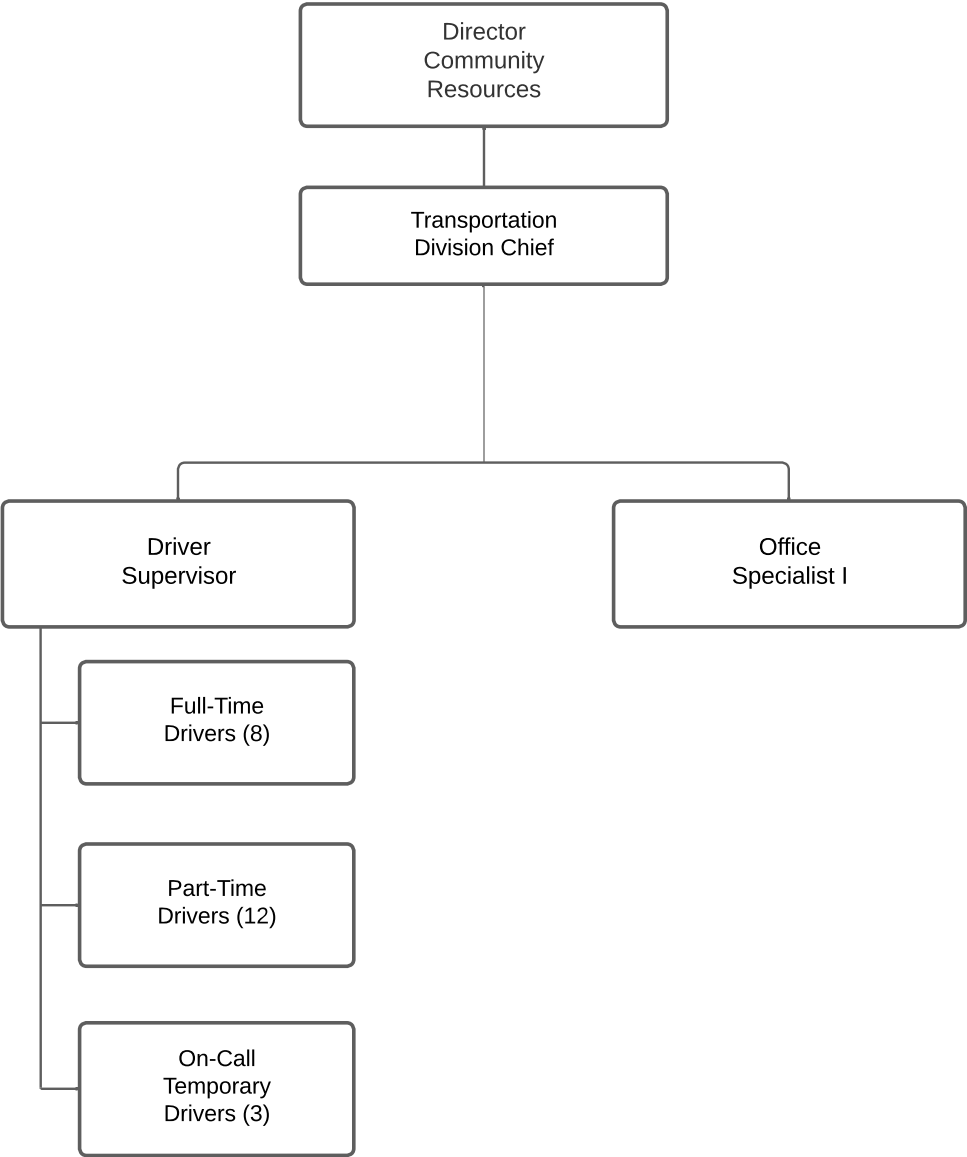 Director
Community
Resources
Transportation
Division Chief
Driver
Supervisor
Office
Specialist I
Full-Time
Drivers (8)
Part-Time
Drivers (12)
On-Call
Temporary
Drivers (3)